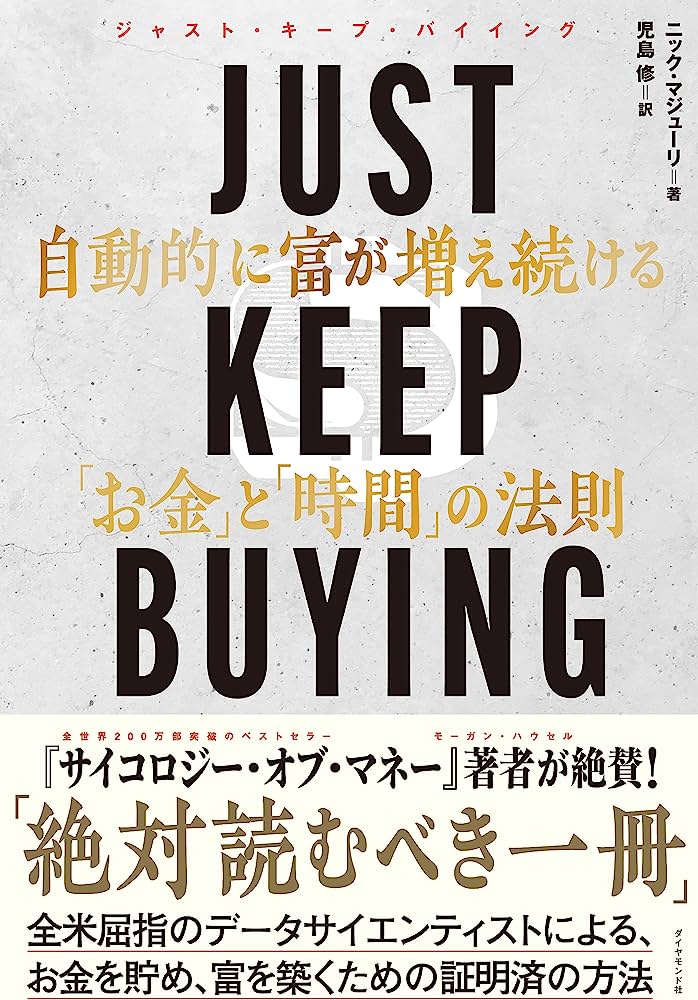 ジャスト・キープ・バイイング
JUST
ニック・マジューリ=著
児島 修=訳
自動的に富が増え続ける
KEEP
「お金」と「時間」の法則
BUYING
全世界200万部突破のベストセラー
モーガン・ハウセル
『サイコロジー・オブ・マネー』著者が絶賛!
「絶対読むべき一冊」
全米屈指のデータサイエンティストによる、
お金を貯め、富を築くための証明済の方法
ダイヤモンド社